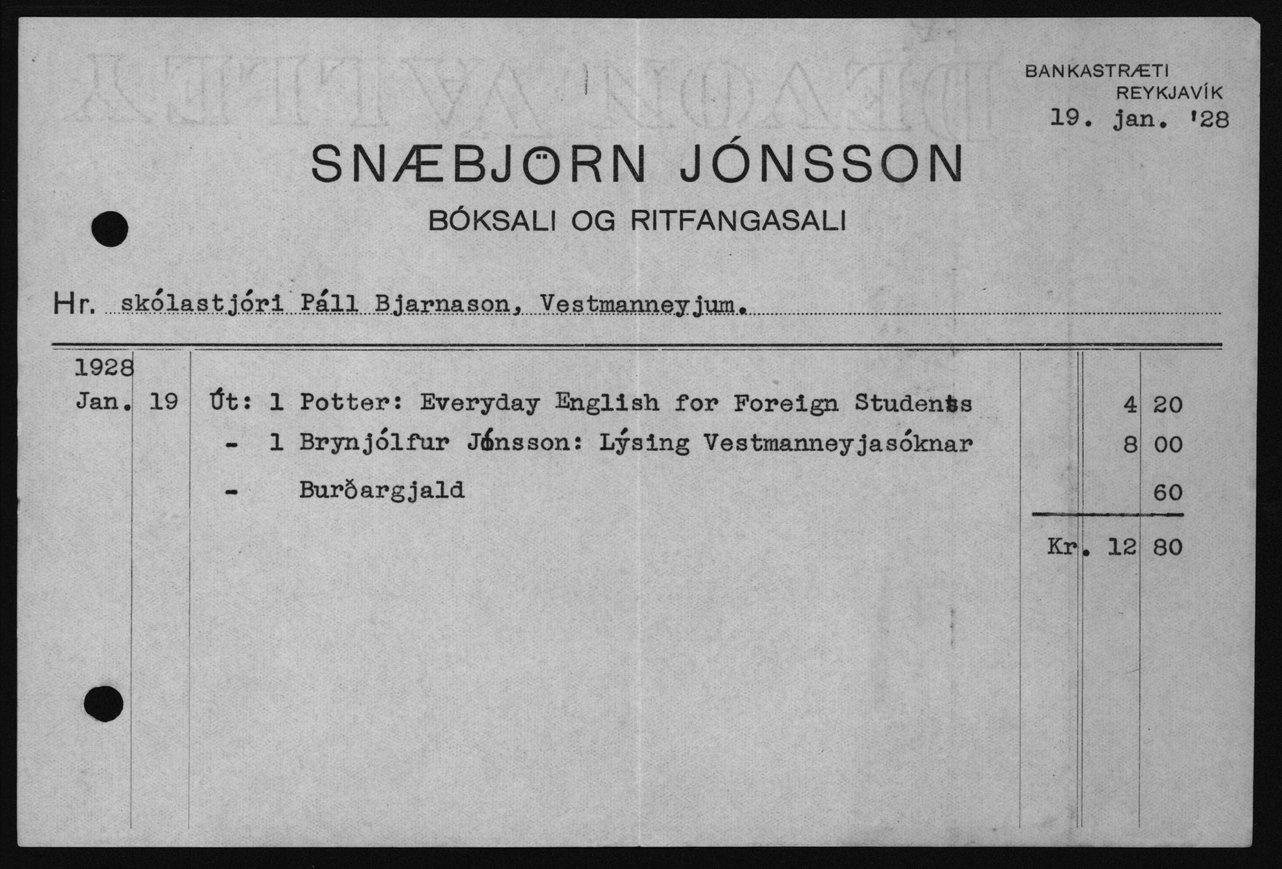 BANKASTRÆTI
REYKJAVÍK
19. jan. '28
SNÆBJÖRN JÓNSSON
BÓKSALI OG RITFANGASALI
Hr. skólastjóri Páll Bjarnason, Vestmanneyjum.
1928
Jan. 19 Út: 1 Potter: Everyday English for Foreign Students 4 20
- 1 Brynjólfur Jónsson: Lýsing Vestmanneyjasóknar 8 00
- Burðargjald 60
Kr. 12 80